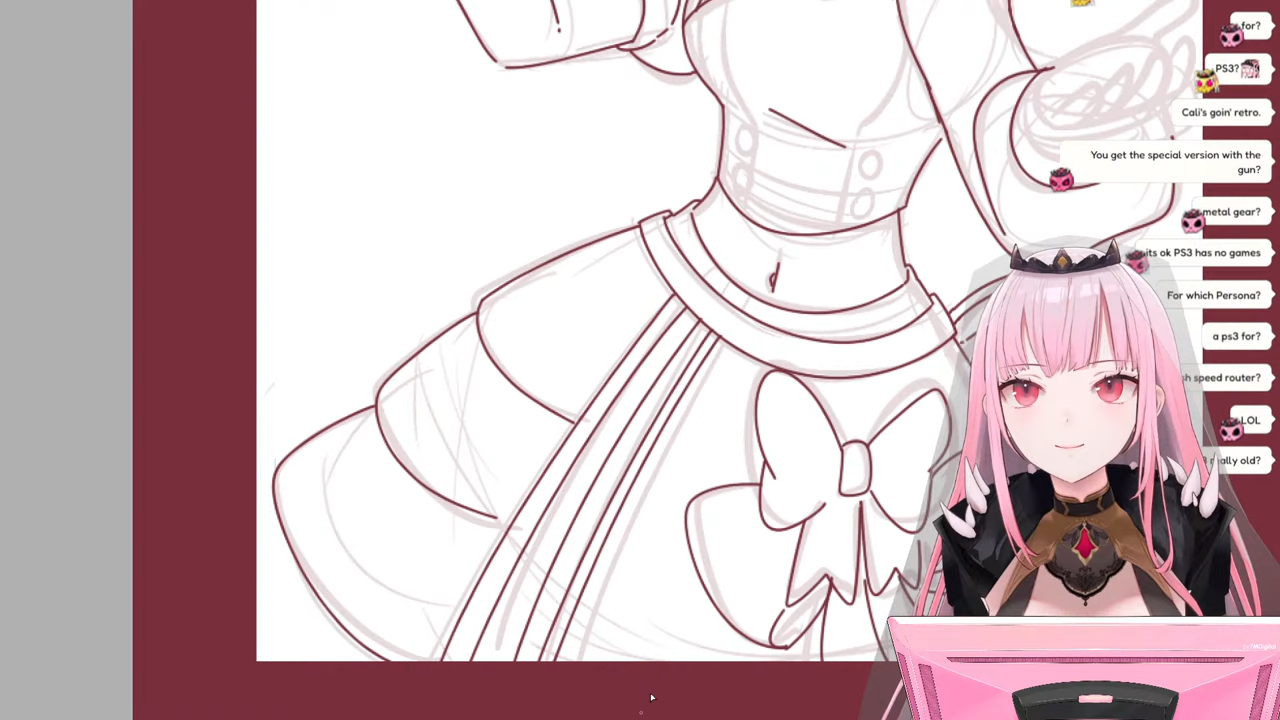 for?
PS3?
Cali's goin' retro.
You get the special version with the
gun?
metal gear?
its ok PS3 has no games
For which Persona?
a ps3 for?
speed router?
LOL
old?